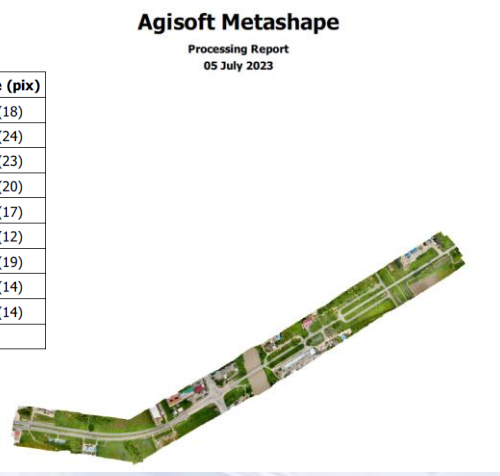 Agisoft Metashape
Processing Report
05 July 2023
(pix)
(18)
(24)
(23)
(20)
(17)
(12)
(19)
(14)
(14)